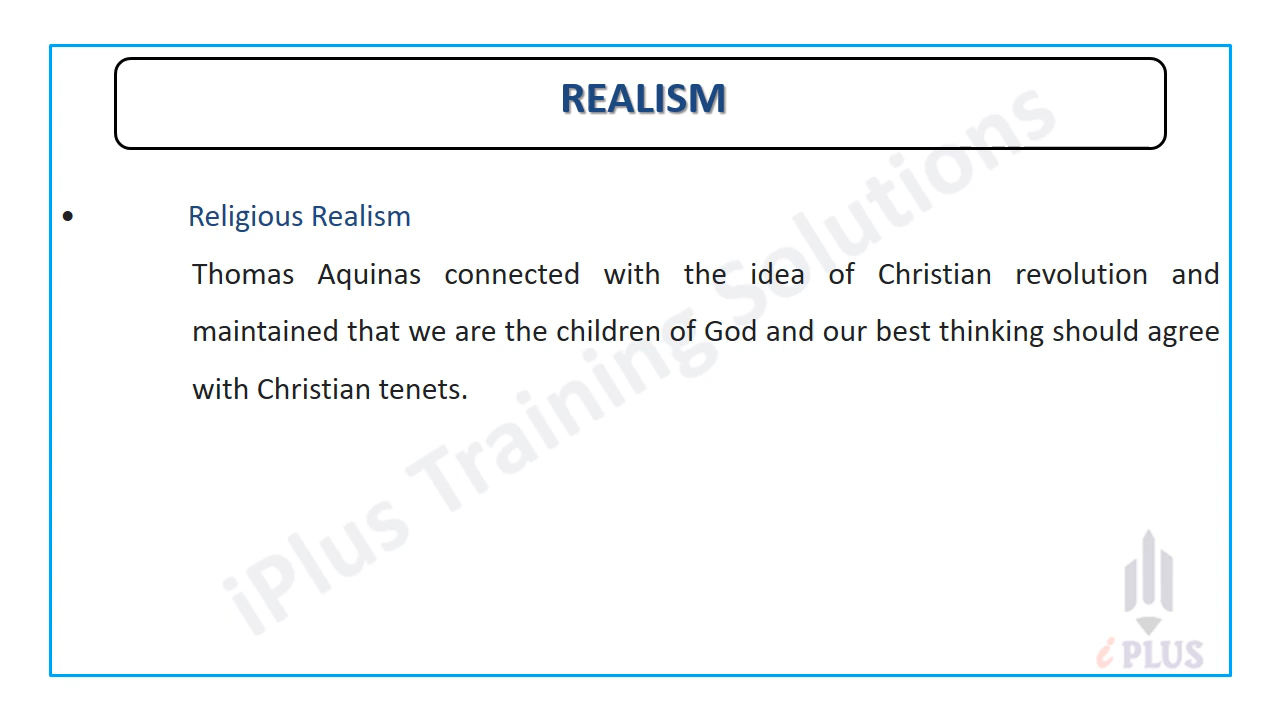 REALISM
• Religious Realism
Thomas Aquinas connected with the idea of Christian revolution and
maintained that we are the children of God and our best thinking should agree
with Christian tenets.
iPlus Training Solutions
i PLUS